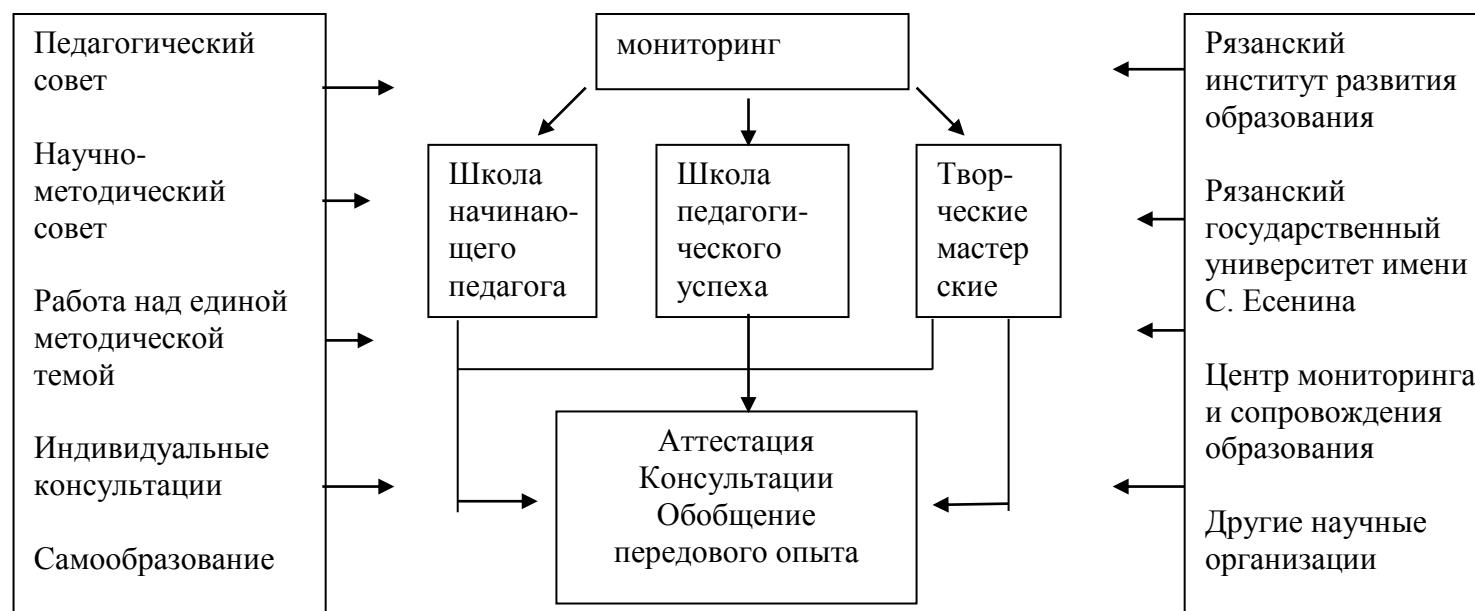 Педагогический
совет
Научно-
методический
совет
Работа над единой
методической
темой
Индивидуальные
консультации
Самообразование
мониторинг
Школа
начинаю-
щего
педагога
Школа
педагоги-
ческого
успеха
Твор-
ческие
мастер
ские
Аттестация
Консультации
Обобщение
передового опыта
Рязанский
институт развития
образования
Рязанский
государственный
университет имени
С. Есенина
Центр мониторинга
и сопровождения
образования
Другие научные
организации